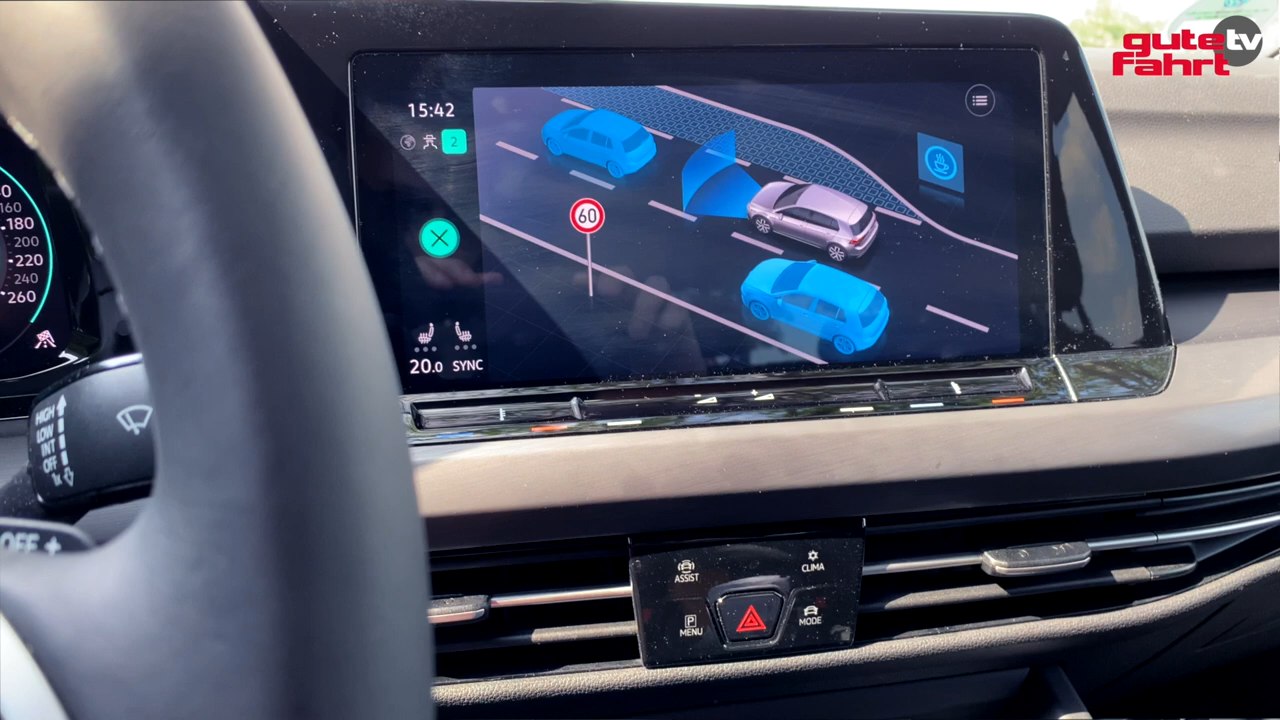 gute tv
fahrt
15:42
2
60
20.0 SYNC
160
180
200
220
240
260
HIGH
LOW
INT
OFF
1x
OFF +
ASSIST
CLIMA
P
MENU
MODE